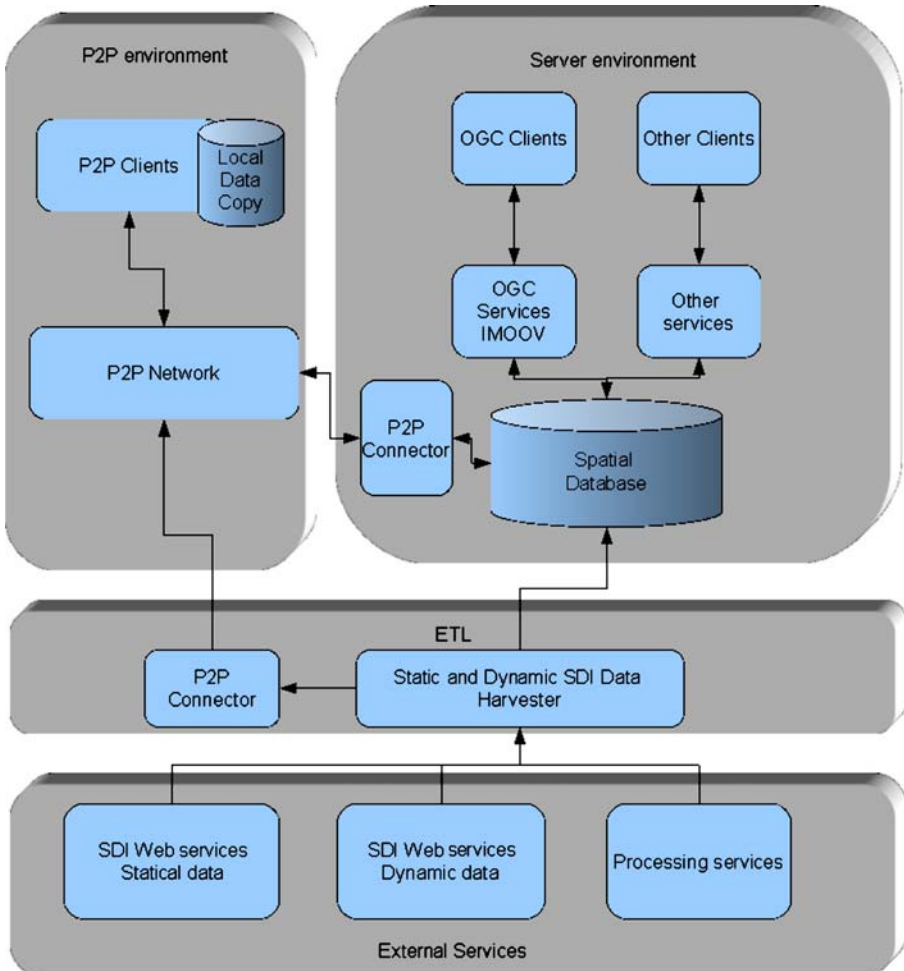 P2P environment
P2P Clients
Local
Data
Copy
P2P Network
Server environment
OGC Clients
Other Clients
OGC
Services
IMOOV
Other
services
P2P
Connector
Spatial
Database
ETL
P2P
Connector
Static and Dynamic SDI Data
Harvester
SDI Web services
Statical data
SDI Web services
Dynamic data
Processing services
External Services